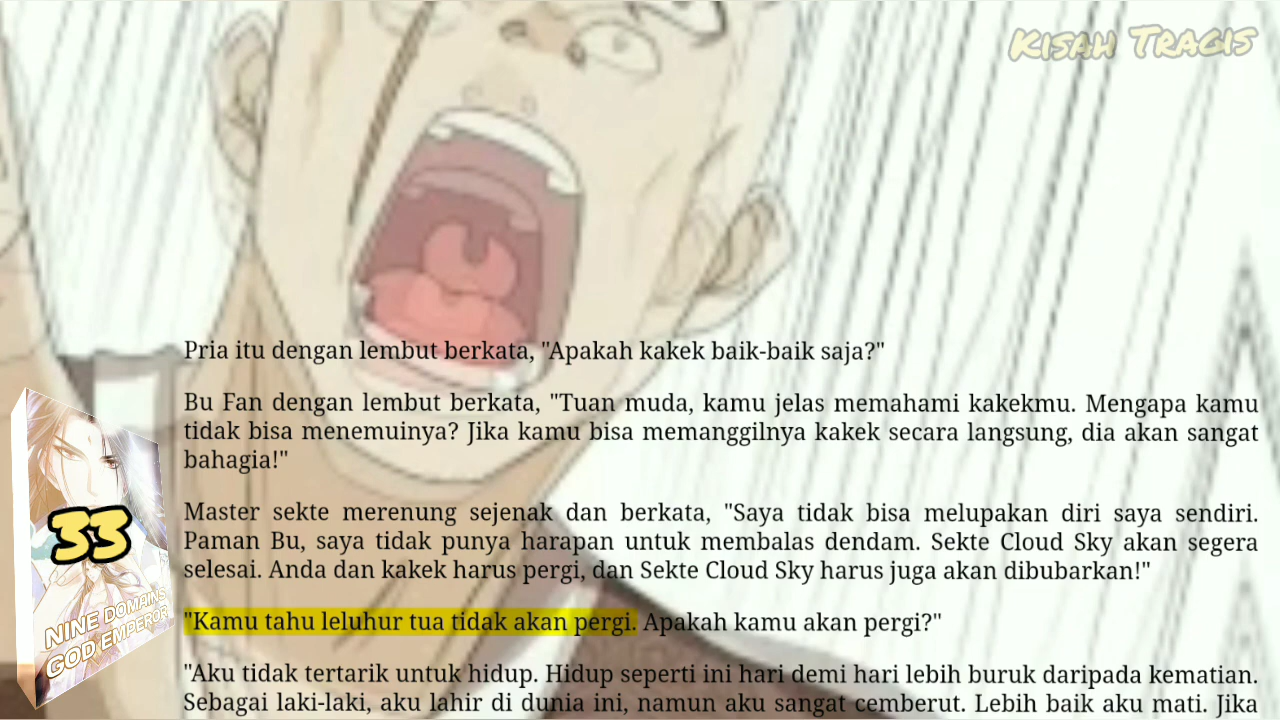 Kisah Tragis
Pria itu dengan lembut berkata, "Apakah kakek baik-baik saja?"
Bu Fan dengan lembut berkata, "Tuan muda, kamu jelas memahami kakekmu. Mengapa kamu
tidak bisa menemuinya? Jika kamu bisa memanggilnya kakek secara langsung, dia akan sangat
bahagia!"
Master sekte merenung sejenak dan berkata, "Saya tidak bisa melupakan diri saya sendiri.
Paman Bu, saya tidak punya harapan untuk membalas dendam. Sekte Cloud Sky akan segera
selesai. Anda dan kakek harus pergi, dan Sekte Cloud Sky harus juga akan dibubarkan!"
"Kamu tahu leluhur tua tidak akan pergi. Apakah kamu akan pergi?"
"Aku tidak tertarik untuk hidup. Hidup seperti ini hari demi hari lebih buruk daripada kematian.
Sebagai laki-laki, aku lahir di dunia ini, namun aku sangat cemberut. Lebih baik aku mati. Jika
33
NINE DOMAINS
GOD EMPEROR